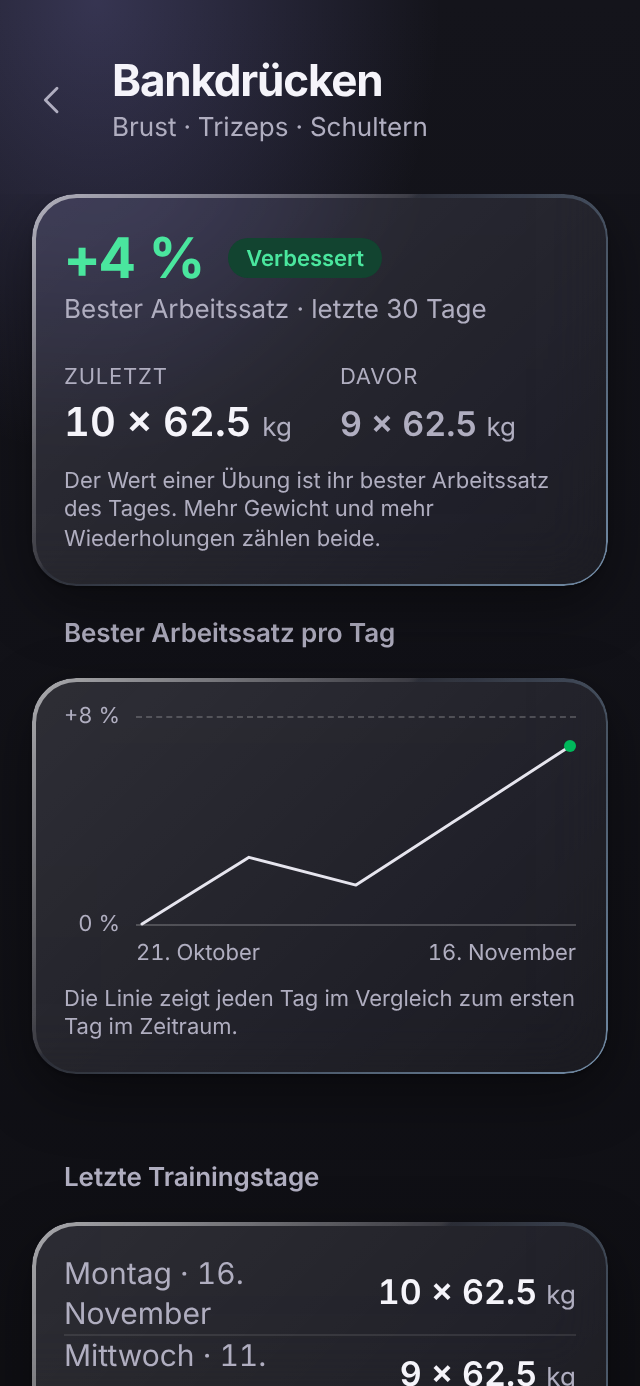 Bankdrücken
Brust · Trizeps · Schultern
+4 % Verbessert
Bester Arbeitssatz · letzte 30 Tage
ZULETZT DAVOR
10 × 62.5 kg 9 × 62.5 kg
Der Wert einer Übung ist ihr bester Arbeitssatz
des Tages. Mehr Gewicht und mehr
Wiederholungen zählen beide.
Bester Arbeitssatz pro Tag
+8 %
0 %
21. Oktober 16. November
Die Linie zeigt jeden Tag im Vergleich zum ersten
Tag im Zeitraum.
Letzte Trainingstage
Montag · 16.
November
10 × 62.5 kg
Mittwoch · 11.
9 × 62.5 kg